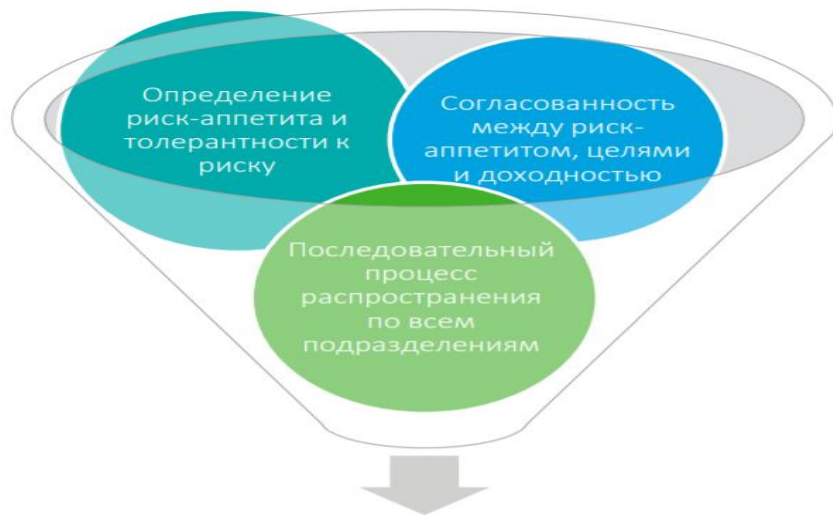 Определение
риск-аппетита и
толерантности к
риску
Согласованность
между риск-
аппетитом, целями
и доходностью
Последовательный
процесс
распространения
по всем
подразделениям